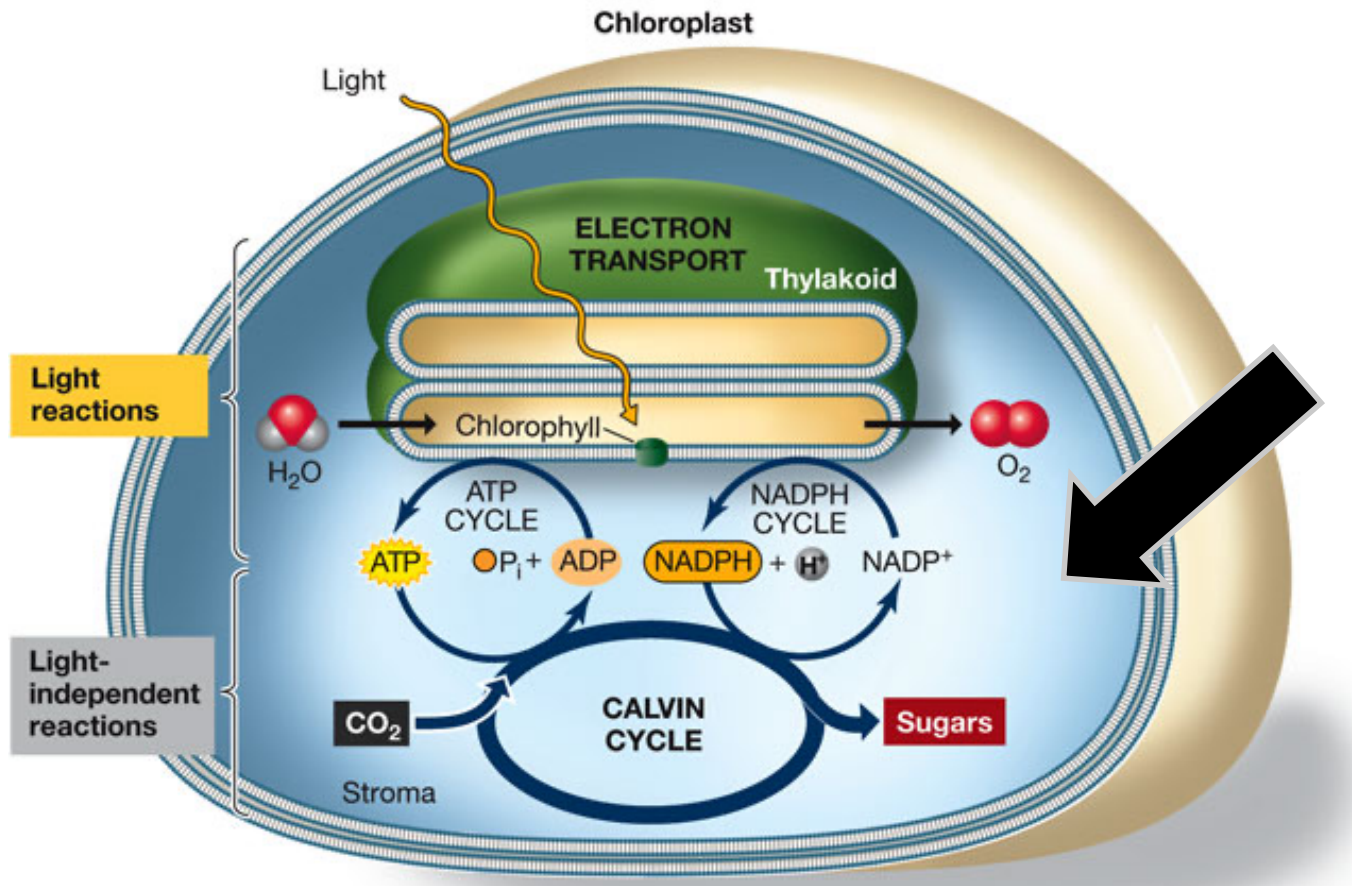 Chloroplast
Light
ELECTRON
TRANSPORT
Thylakoid
Light
reactions
Chlorophyll
H₂O
O₂
ATP
CYCLE
NADPH
CYCLE
ATP
Pᵢ + ADP
NADPH + H⁺
NADP⁺
Light-
independent
reactions
CO₂
CALVIN
CYCLE
Sugars
Stroma